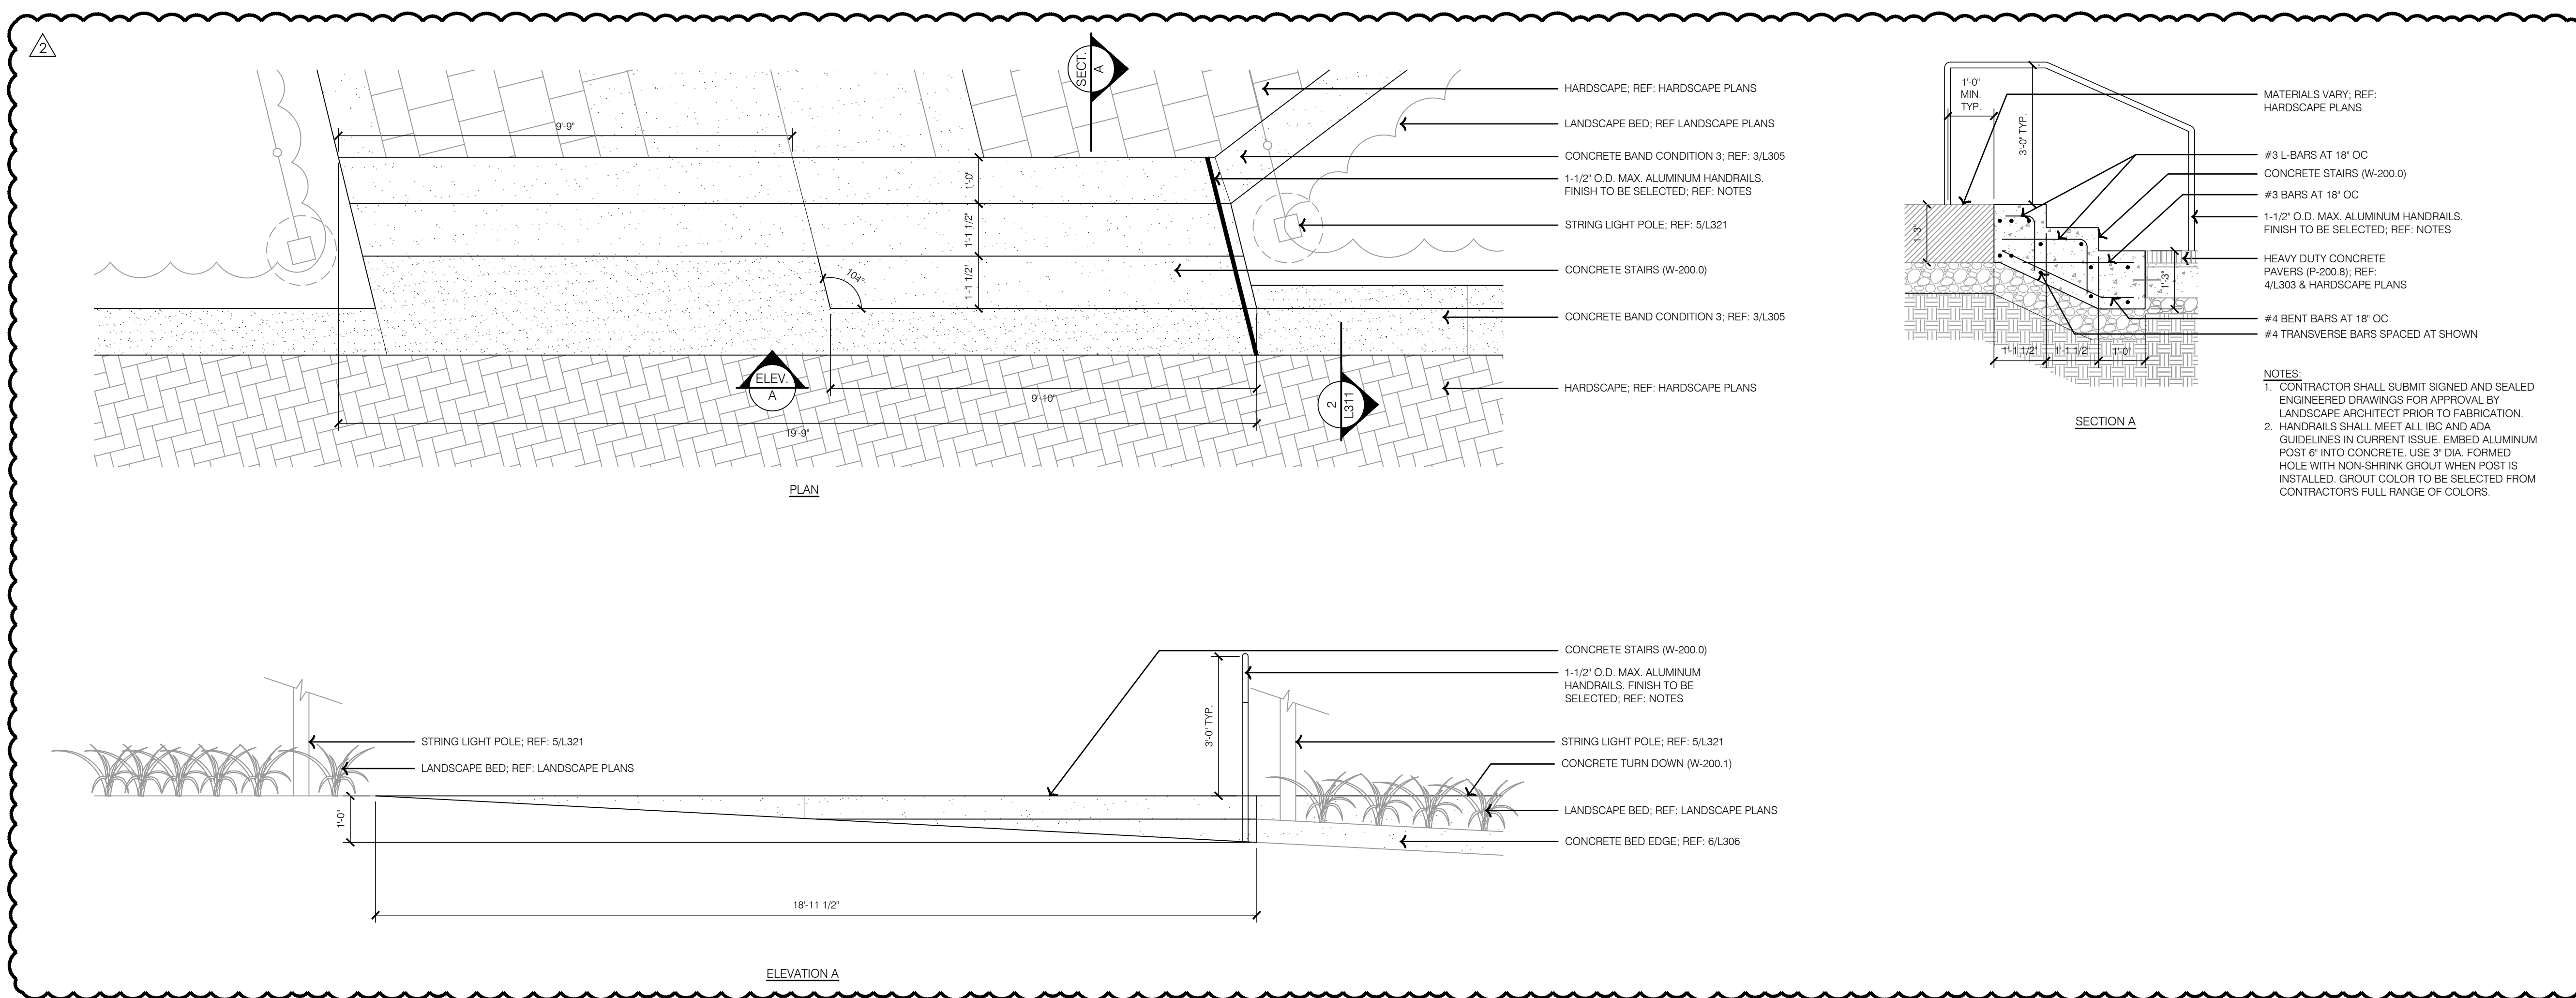 2
SECT.
A
9'-9"
1'-0"
1'-1 1/2"
1'-1 1/2"
104°
ELEV.
A
9'-10"
19'-9"
2
L311
HARDSCAPE; REF: HARDSCAPE PLANS
LANDSCAPE BED; REF LANDSCAPE PLANS
CONCRETE BAND CONDITION 3; REF: 3/L305
1-1/2" O.D. MAX. ALUMINUM HANDRAILS.
FINISH TO BE SELECTED; REF: NOTES
STRING LIGHT POLE; REF: 5/L321
CONCRETE STAIRS (W-200.0)
CONCRETE BAND CONDITION 3; REF: 3/L305
HARDSCAPE; REF: HARDSCAPE PLANS
PLAN
1'-0"
MIN.
TYP.
3'-0" TYP.
1'-3"
1'-3"
1'-1 1/2"
1'-1 1/2"
1'-0"
MATERIALS VARY; REF:
HARDSCAPE PLANS
#3 L-BARS AT 18" OC
CONCRETE STAIRS (W-200.0)
#3 BARS AT 18" OC
1-1/2" O.D. MAX. ALUMINUM HANDRAILS.
FINISH TO BE SELECTED; REF: NOTES
HEAVY DUTY CONCRETE
PAVERS (P-200.8); REF:
4/L303 & HARDSCAPE PLANS
#4 BENT BARS AT 18" OC
#4 TRANSVERSE BARS SPACED AT SHOWN
SECTION A
NOTES:
1. CONTRACTOR SHALL SUBMIT SIGNED AND SEALED
ENGINEERED DRAWINGS FOR APPROVAL BY
LANDSCAPE ARCHITECT PRIOR TO FABRICATION.
2. HANDRAILS SHALL MEET ALL IBC AND ADA
GUIDELINES IN CURRENT ISSUE. EMBED ALUMINUM
POST 6" INTO CONCRETE. USE 3" DIA. FORMED
HOLE WITH NON-SHRINK GROUT WHEN POST IS
INSTALLED. GROUT COLOR TO BE SELECTED FROM
CONTRACTOR'S FULL RANGE OF COLORS.
STRING LIGHT POLE; REF: 5/L321
LANDSCAPE BED; REF: LANDSCAPE PLANS
1'-0"
3'-0" TYP.
18'-11 1/2"
CONCRETE STAIRS (W-200.0)
1-1/2" O.D. MAX. ALUMINUM
HANDRAILS. FINISH TO BE
SELECTED; REF: NOTES
STRING LIGHT POLE; REF: 5/L321
CONCRETE TURN DOWN (W-200.1)
LANDSCAPE BED; REF: LANDSCAPE PLANS
CONCRETE BED EDGE; REF: 6/L306
ELEVATION A